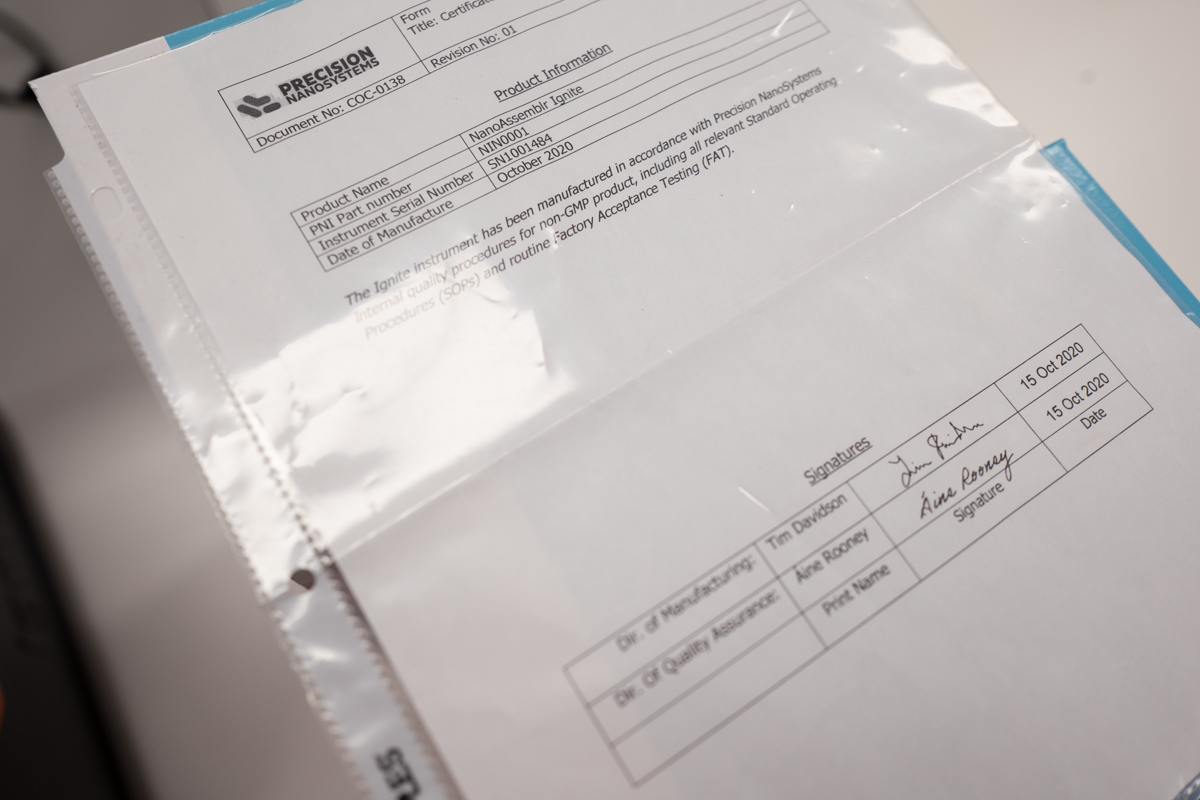 Form
Title: Certificat
PRECISION
NANOSYSTEMS
Document No: COC-0138
Revision No: 01
Product Information
Product Name NanoAssemblr Ignite
PNI Part number NIN0001
Instrument Serial Number SN1001484
Date of Manufacture October 2020
The Ignite instrument has been manufactured in accordance with Precision NanoSystems
internal quality procedures for non-GMP product, including all relevant Standard Operating
Procedures (SOPs) and routine Factory Acceptance Testing (FAT).
Signatures
Dir. of Manufacturing: Tim Davidson 15 Oct 2020
Dir. Of Quality Assurance: Áine Rooney Áine Rooney 15 Oct 2020
Print Name Signature Date
LES